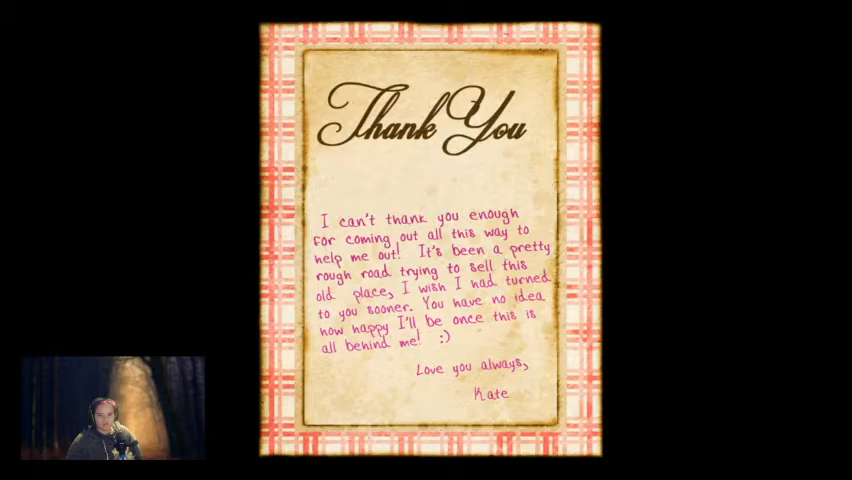 Thank You
I can't thank you enough
for coming out all this way to
help me out! It's been a pretty
rough road trying to sell this
old place, I wish I had turned
to you sooner. You have no idea
how happy I'll be once this is
all behind me! :)
Love you always,
Kate